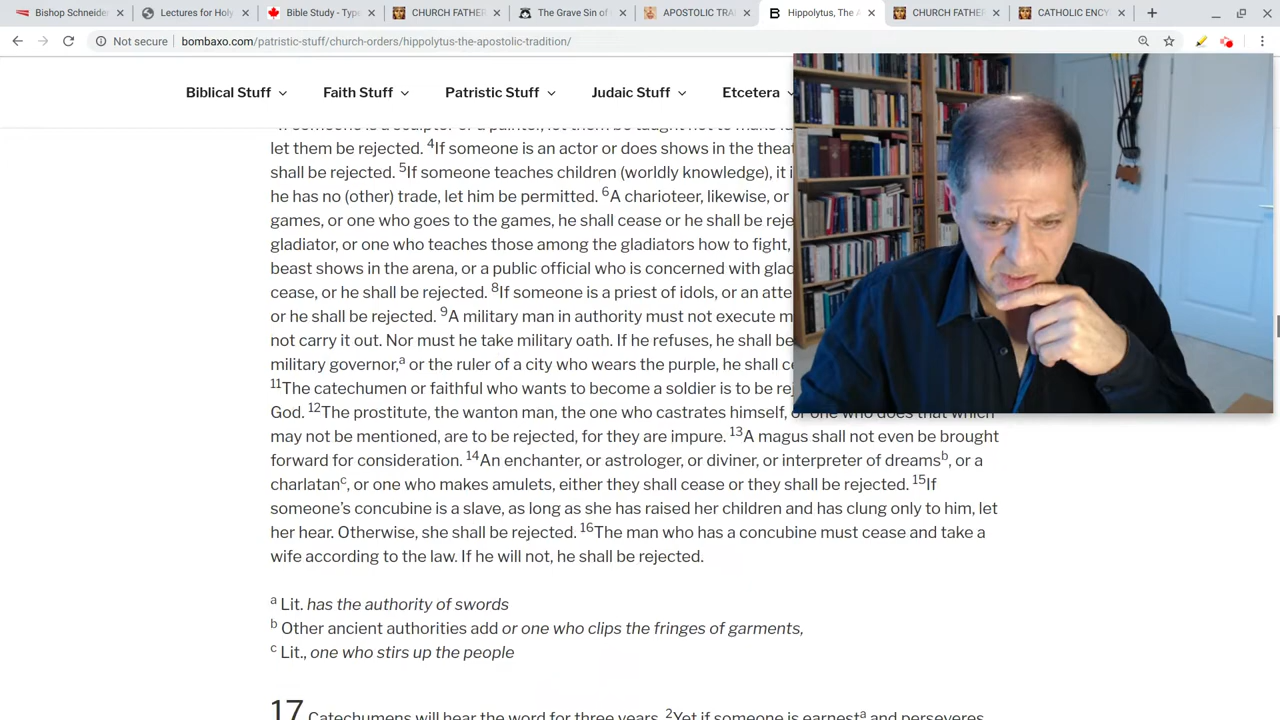 Bishop Schneide
Lectures for Holy
Bible Study - Type
CHURCH FATHER
The Grave Sin of
APOSTOLIC TRA
Hippolytus, The A
CHURCH FATHER
CATHOLIC ENCY
Not secure | bombaxo.com/patristic-stuff/church-orders/hippolytus-the-apostolic-tradition/
Biblical Stuff Faith Stuff Patristic Stuff Judaic Stuff Etcetera
let them be rejected. 4If someone is an actor or does shows in the theat
shall be rejected. 5If someone teaches children (worldly knowledge), it i
he has no (other) trade, let him be permitted. 6A charioteer, likewise, or
games, or one who goes to the games, he shall cease or he shall be reje
gladiator, or one who teaches those among the gladiators how to fight,
beast shows in the arena, or a public official who is concerned with glad
cease, or he shall be rejected. 8If someone is a priest of idols, or an atte
or he shall be rejected. 9A military man in authority must not execute m
not carry it out. Nor must he take military oath. If he refuses, he shall be
military governor,a or the ruler of a city who wears the purple, he shall c
11The catechumen or faithful who wants to become a soldier is to be rej
God. 12The prostitute, the wanton man, the one who castrates himself, or one who does that which
may not be mentioned, are to be rejected, for they are impure. 13A magus shall not even be brought
forward for consideration. 14An enchanter, or astrologer, or diviner, or interpreter of dreamsb, or a
charlatanc, or one who makes amulets, either they shall cease or they shall be rejected. 15If
someone's concubine is a slave, as long as she has raised her children and has clung only to him, let
her hear. Otherwise, she shall be rejected. 16The man who has a concubine must cease and take a
wife according to the law. If he will not, he shall be rejected.
a Lit. has the authority of swords
b Other ancient authorities add or one who clips the fringes of garments,
c Lit., one who stirs up the people
17 Catechumens will hear the word for three years. 2Yet if someone is earnesta and perseveres